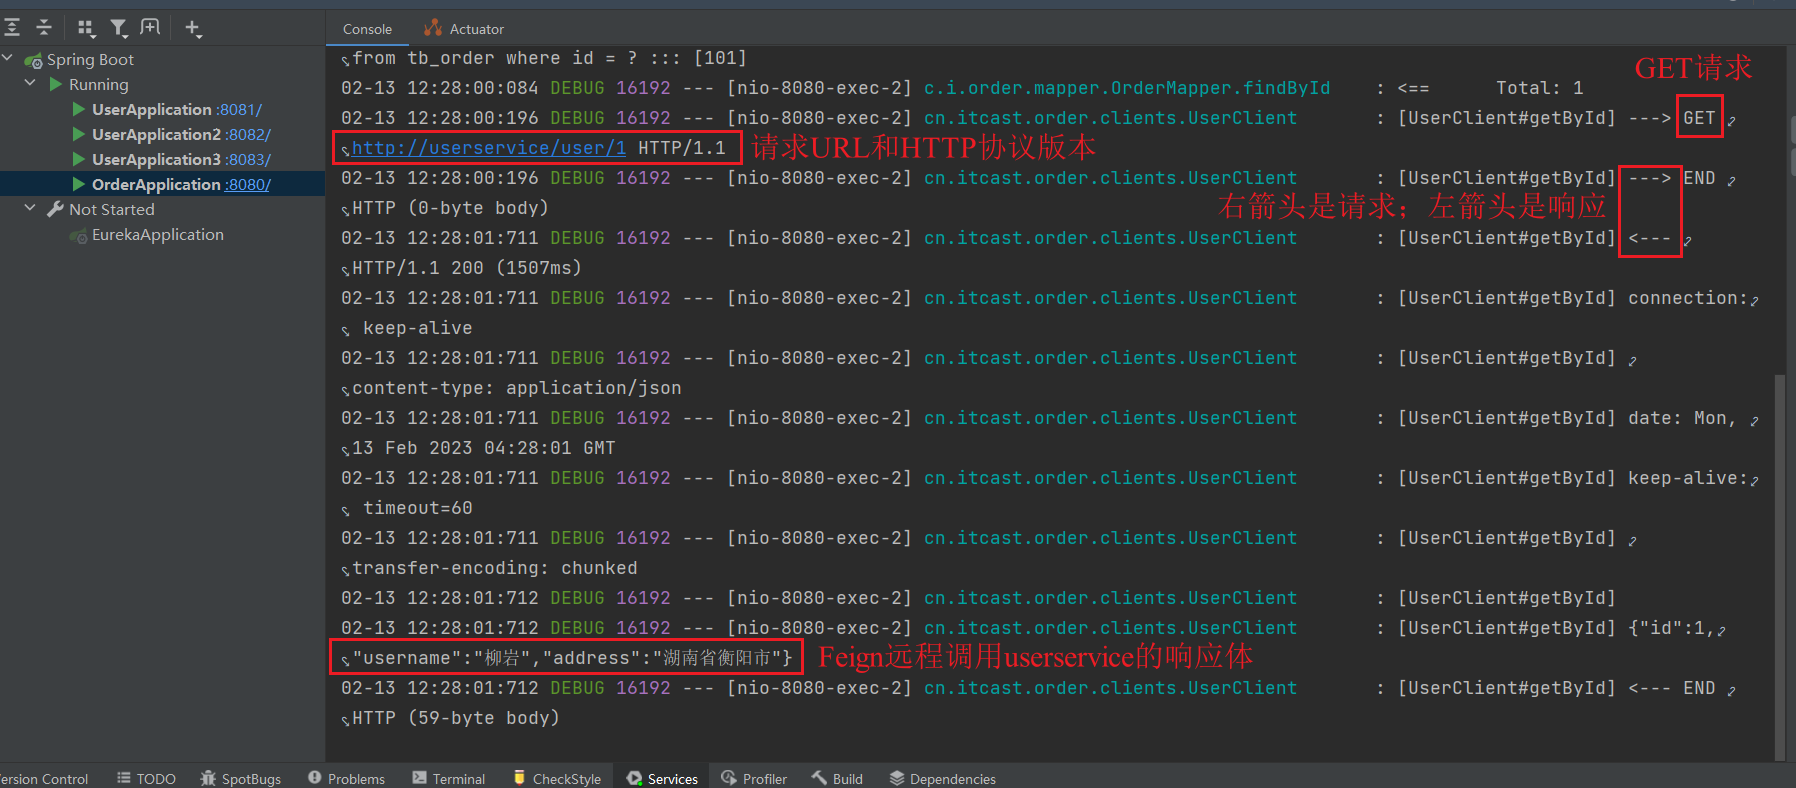 Console
Actuator
Spring Boot
Running
UserApplication :8081/
UserApplication2 :8082/
UserApplication3 :8083/
OrderApplication :8080/
Not Started
EurekaApplication
from tb_order where id = ? ::: [101]
GET请求
02-13 12:28:00:084 DEBUG 16192 --- [nio-8080-exec-2] c.i.order.mapper.OrderMapper.findById : <== Total: 1
02-13 12:28:00:196 DEBUG 16192 --- [nio-8080-exec-2] cn.itcast.order.clients.UserClient : [UserClient#getById] ---> GET
http://userservice/user/1 HTTP/1.1 请求URL和HTTP协议版本
02-13 12:28:00:196 DEBUG 16192 --- [nio-8080-exec-2] cn.itcast.order.clients.UserClient : [UserClient#getById] ---> END
HTTP (0-byte body) 右箭头是请求；左箭头是响应
02-13 12:28:01:711 DEBUG 16192 --- [nio-8080-exec-2] cn.itcast.order.clients.UserClient : [UserClient#getById] <---
HTTP/1.1 200 (1507ms)
02-13 12:28:01:711 DEBUG 16192 --- [nio-8080-exec-2] cn.itcast.order.clients.UserClient : [UserClient#getById] connection:
keep-alive
02-13 12:28:01:711 DEBUG 16192 --- [nio-8080-exec-2] cn.itcast.order.clients.UserClient : [UserClient#getById]
content-type: application/json
02-13 12:28:01:711 DEBUG 16192 --- [nio-8080-exec-2] cn.itcast.order.clients.UserClient : [UserClient#getById] date: Mon,
13 Feb 2023 04:28:01 GMT
02-13 12:28:01:711 DEBUG 16192 --- [nio-8080-exec-2] cn.itcast.order.clients.UserClient : [UserClient#getById] keep-alive:
timeout=60
02-13 12:28:01:711 DEBUG 16192 --- [nio-8080-exec-2] cn.itcast.order.clients.UserClient : [UserClient#getById]
transfer-encoding: chunked
02-13 12:28:01:712 DEBUG 16192 --- [nio-8080-exec-2] cn.itcast.order.clients.UserClient : [UserClient#getById]
02-13 12:28:01:712 DEBUG 16192 --- [nio-8080-exec-2] cn.itcast.order.clients.UserClient : [UserClient#getById] {"id":1,
"username":"柳岩","address":"湖南省衡阳市"} Feign远程调用userservice的响应体
02-13 12:28:01:712 DEBUG 16192 --- [nio-8080-exec-2] cn.itcast.order.clients.UserClient : [UserClient#getById] <--- END
HTTP (59-byte body)
ersion Control TODO SpotBugs Problems Terminal CheckStyle Services Profiler Build Dependencies